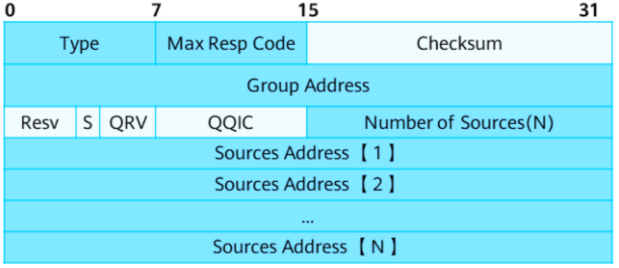 0 7 15 31
Type Max Resp Code Checksum
Group Address
Resv S QRV QQIC Number of Sources(N)
Sources Address【1】
Sources Address【2】
...
Sources Address【N】